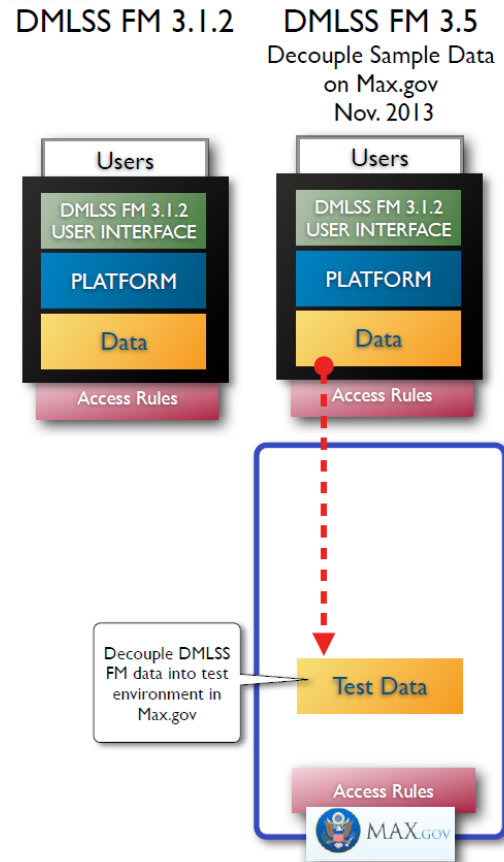 DMLSS FM 3.1.2
Users
DMLSS FM 3.1.2
USER INTERFACE
PLATFORM
Data
Access Rules
DMLSS FM 3.5
Decouple Sample Data
on Max.gov
Nov. 2013
Users
DMLSS FM 3.1.2
USER INTERFACE
PLATFORM
Data
Access Rules
Decouple DMLSS
FM data into test
environment in
Max.gov
Test Data
Access Rules
MAX.GOV